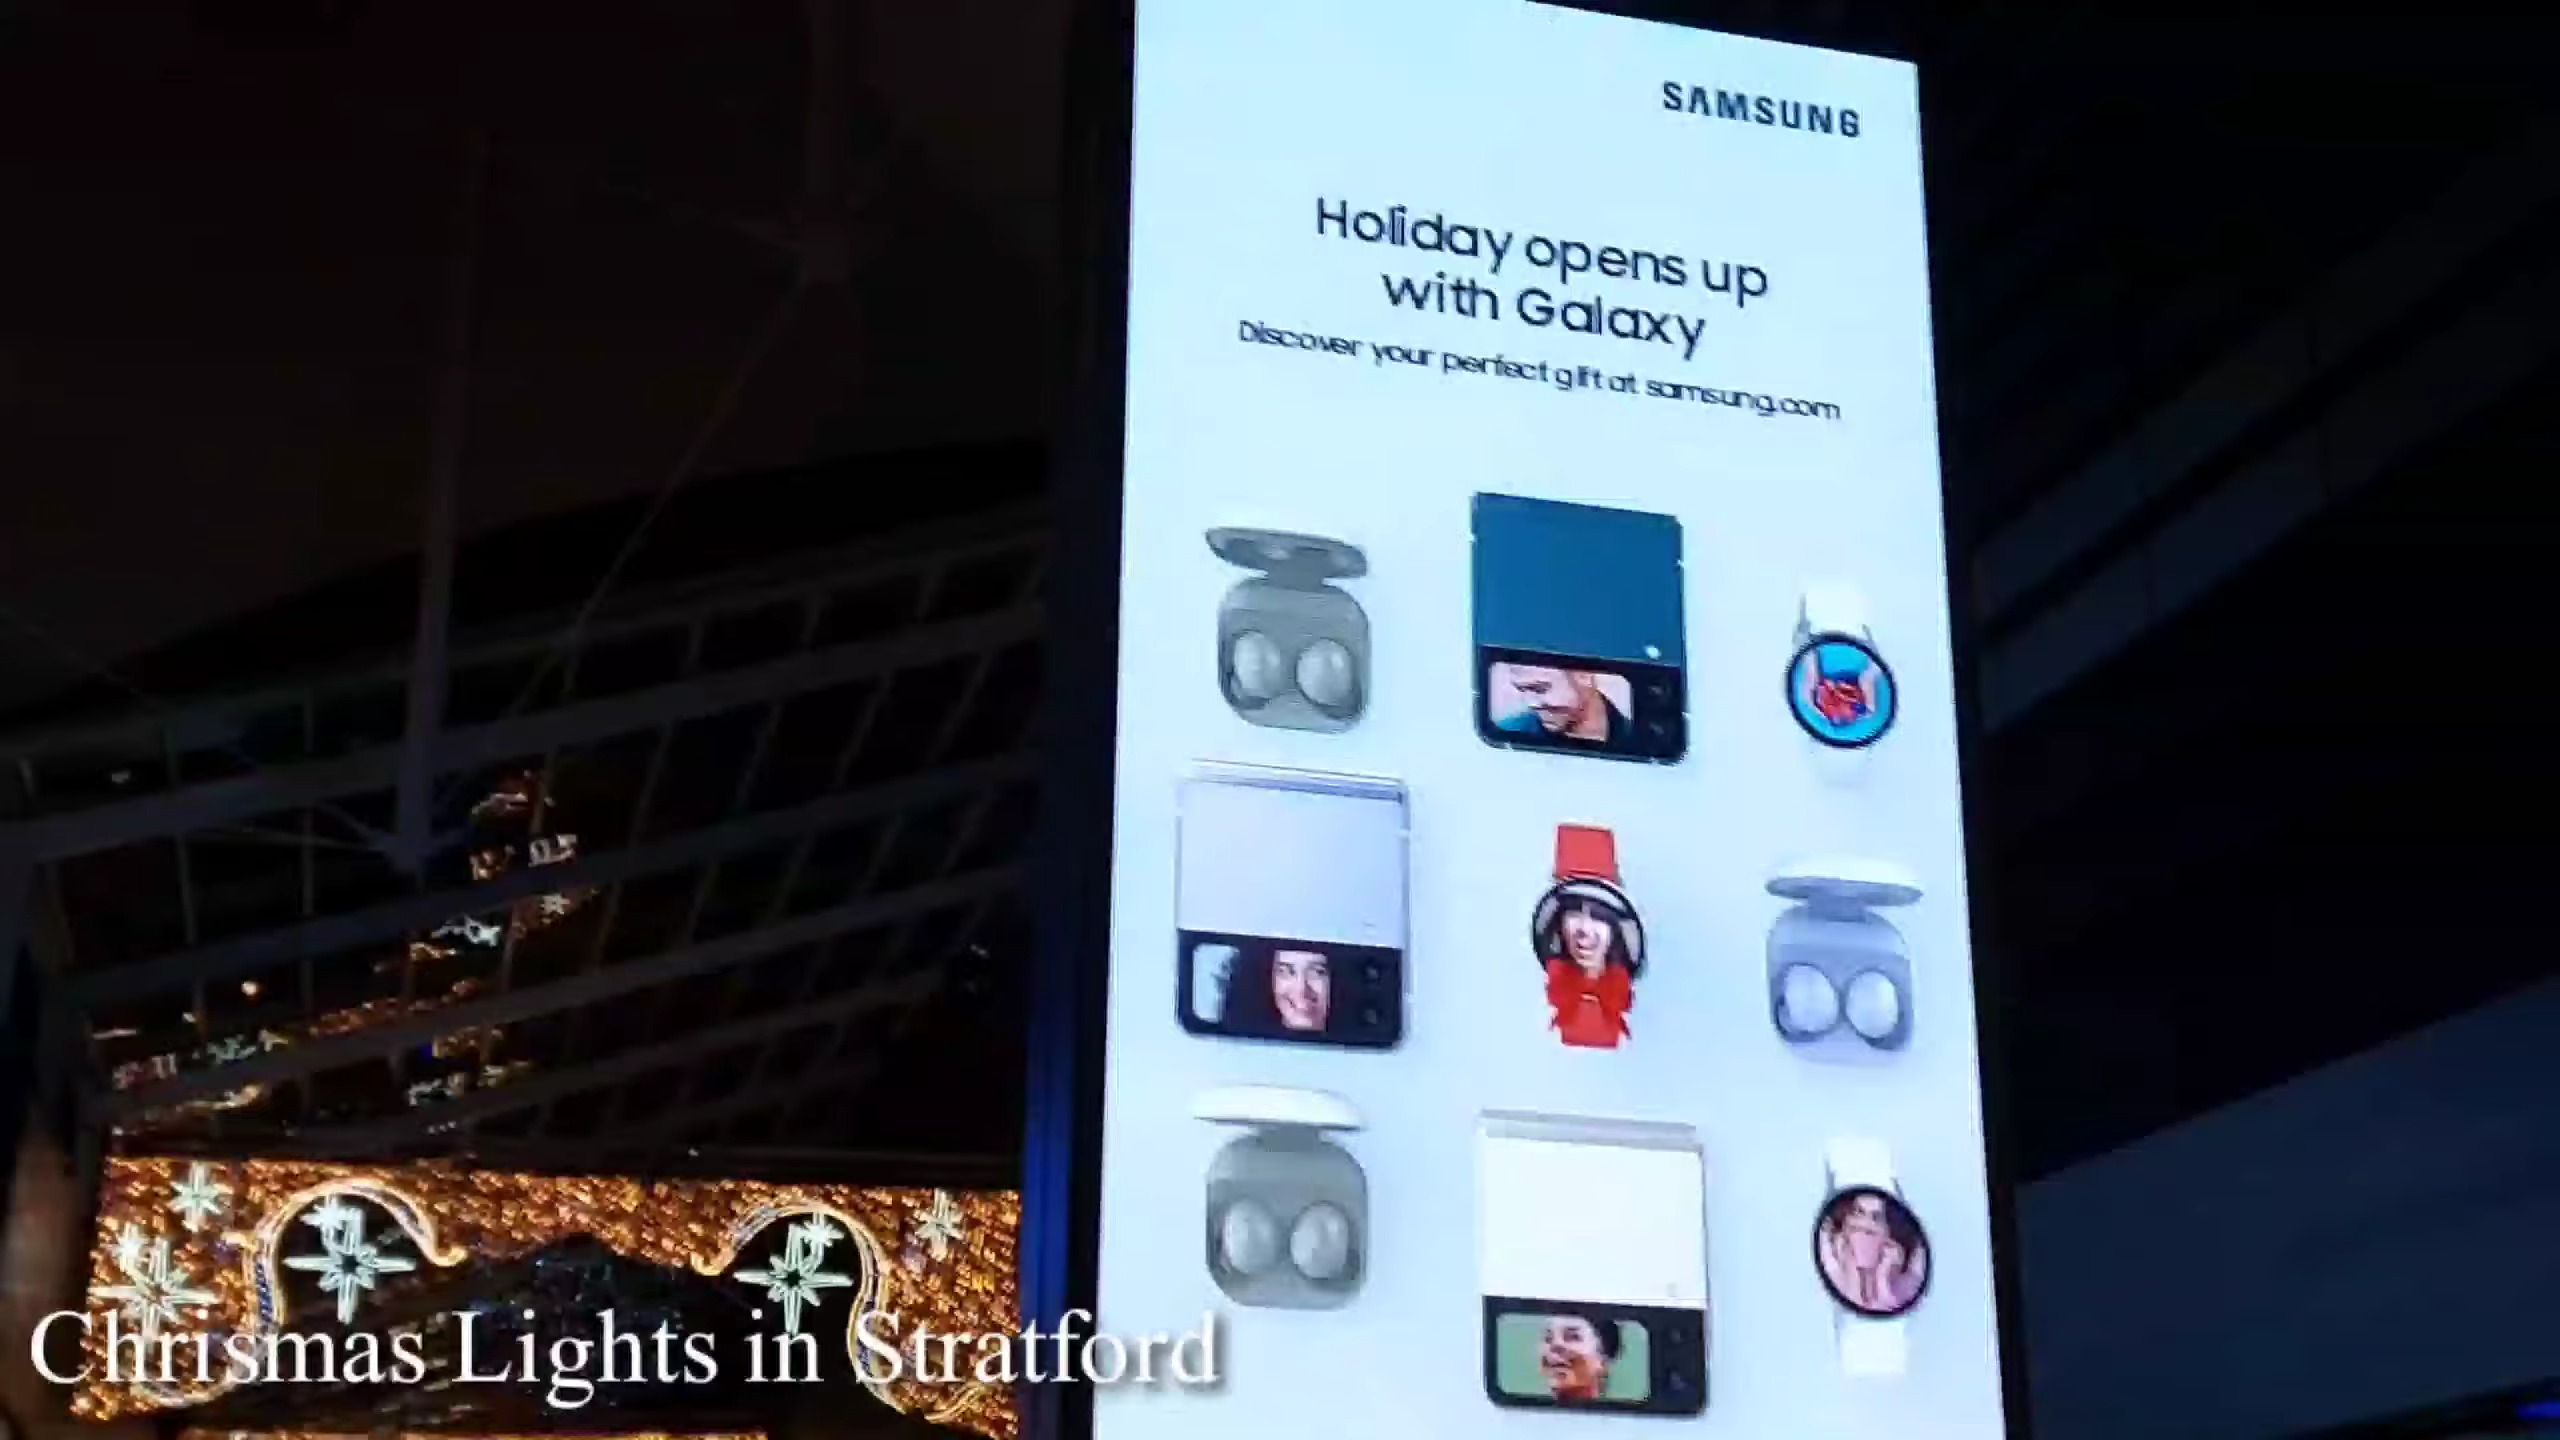 SAMSUNG
Holiday opens up
with Galaxy
Discover your perfect gift at samsung.com
Chrismas Lights in Stratford